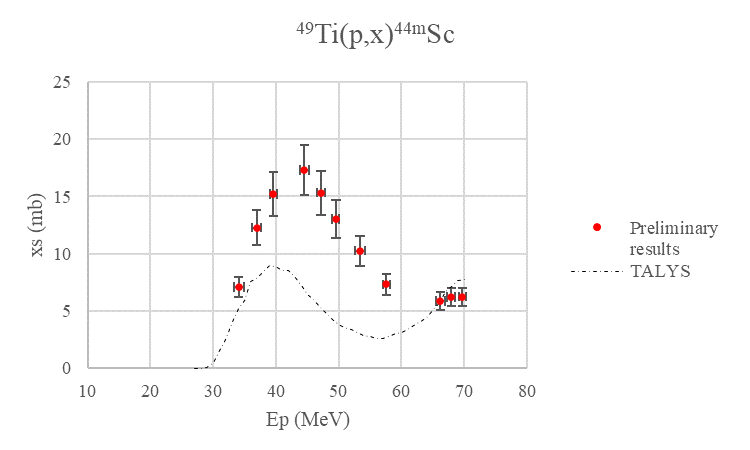 ⁴⁹Ti(p,x)⁴⁴ᵐSc
25
20
15
10
5
0
xs (mb)
10 20 30 40 50 60 70 80
Ep (MeV)
Preliminary
results
TALYS